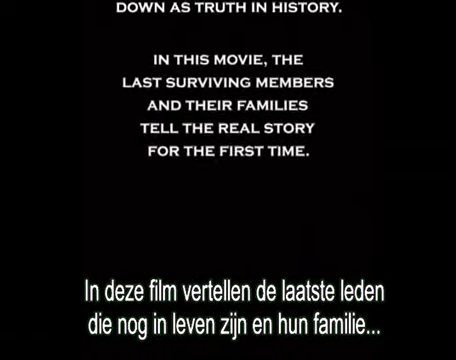 DOWN AS TRUTH IN HISTORY.
IN THIS MOVIE, THE
LAST SURVIVING MEMBERS
AND THEIR FAMILIES
TELL THE REAL STORY
FOR THE FIRST TIME.
In deze film vertellen de laatste leden
die nog in leven zijn en hun familie...